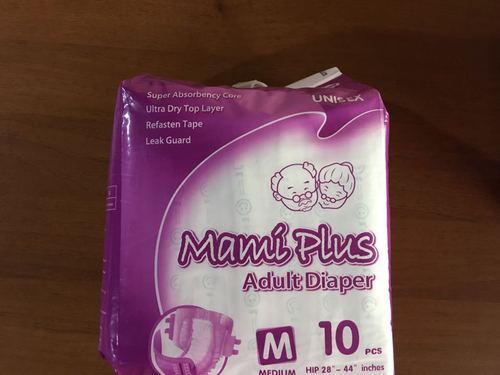 Super Absorbency Core
Ultra Dry Top Layer
Refasten Tape
Leak Guard
UNISEX
Mami Plus
Adult Diaper
M
MEDIUM
10 PCS
HIP 28" - 44" inches